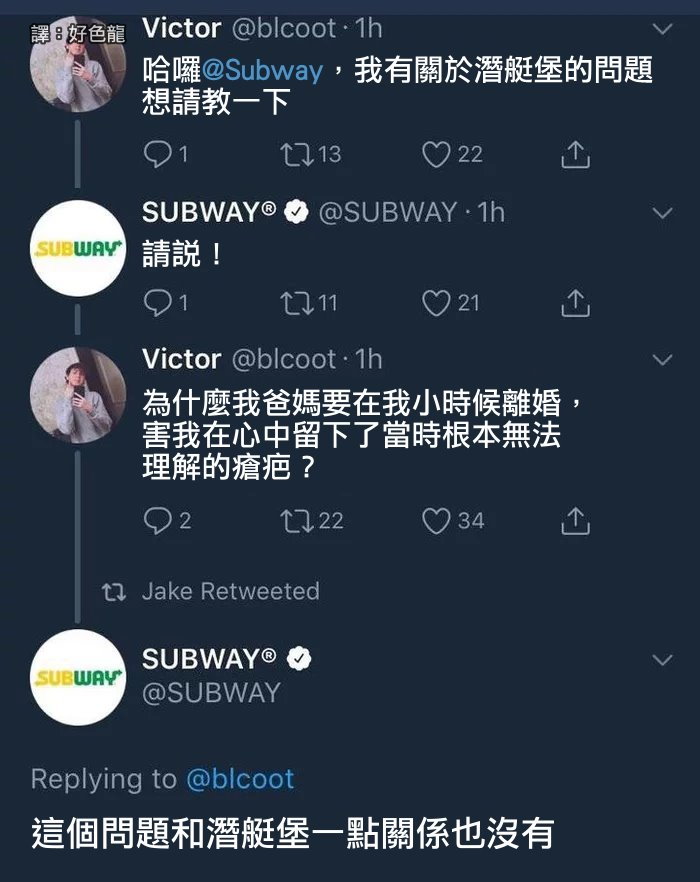 譯：好色龍
Victor @blcoot · 1h
哈囉@Subway，我有關於潛艇堡的問題
想請教一下
1 13 22
SUBWAY® @SUBWAY · 1h
SUBWAY
請説！
1 11 21
Victor @blcoot · 1h
為什麼我爸媽要在我小時候離婚，
害我在心中留下了當時根本無法
理解的瘡疤？
2 22 34
Jake Retweeted
SUBWAY®
SUBWAY
@SUBWAY
Replying to @blcoot
這個問題和潛艇堡一點關係也沒有